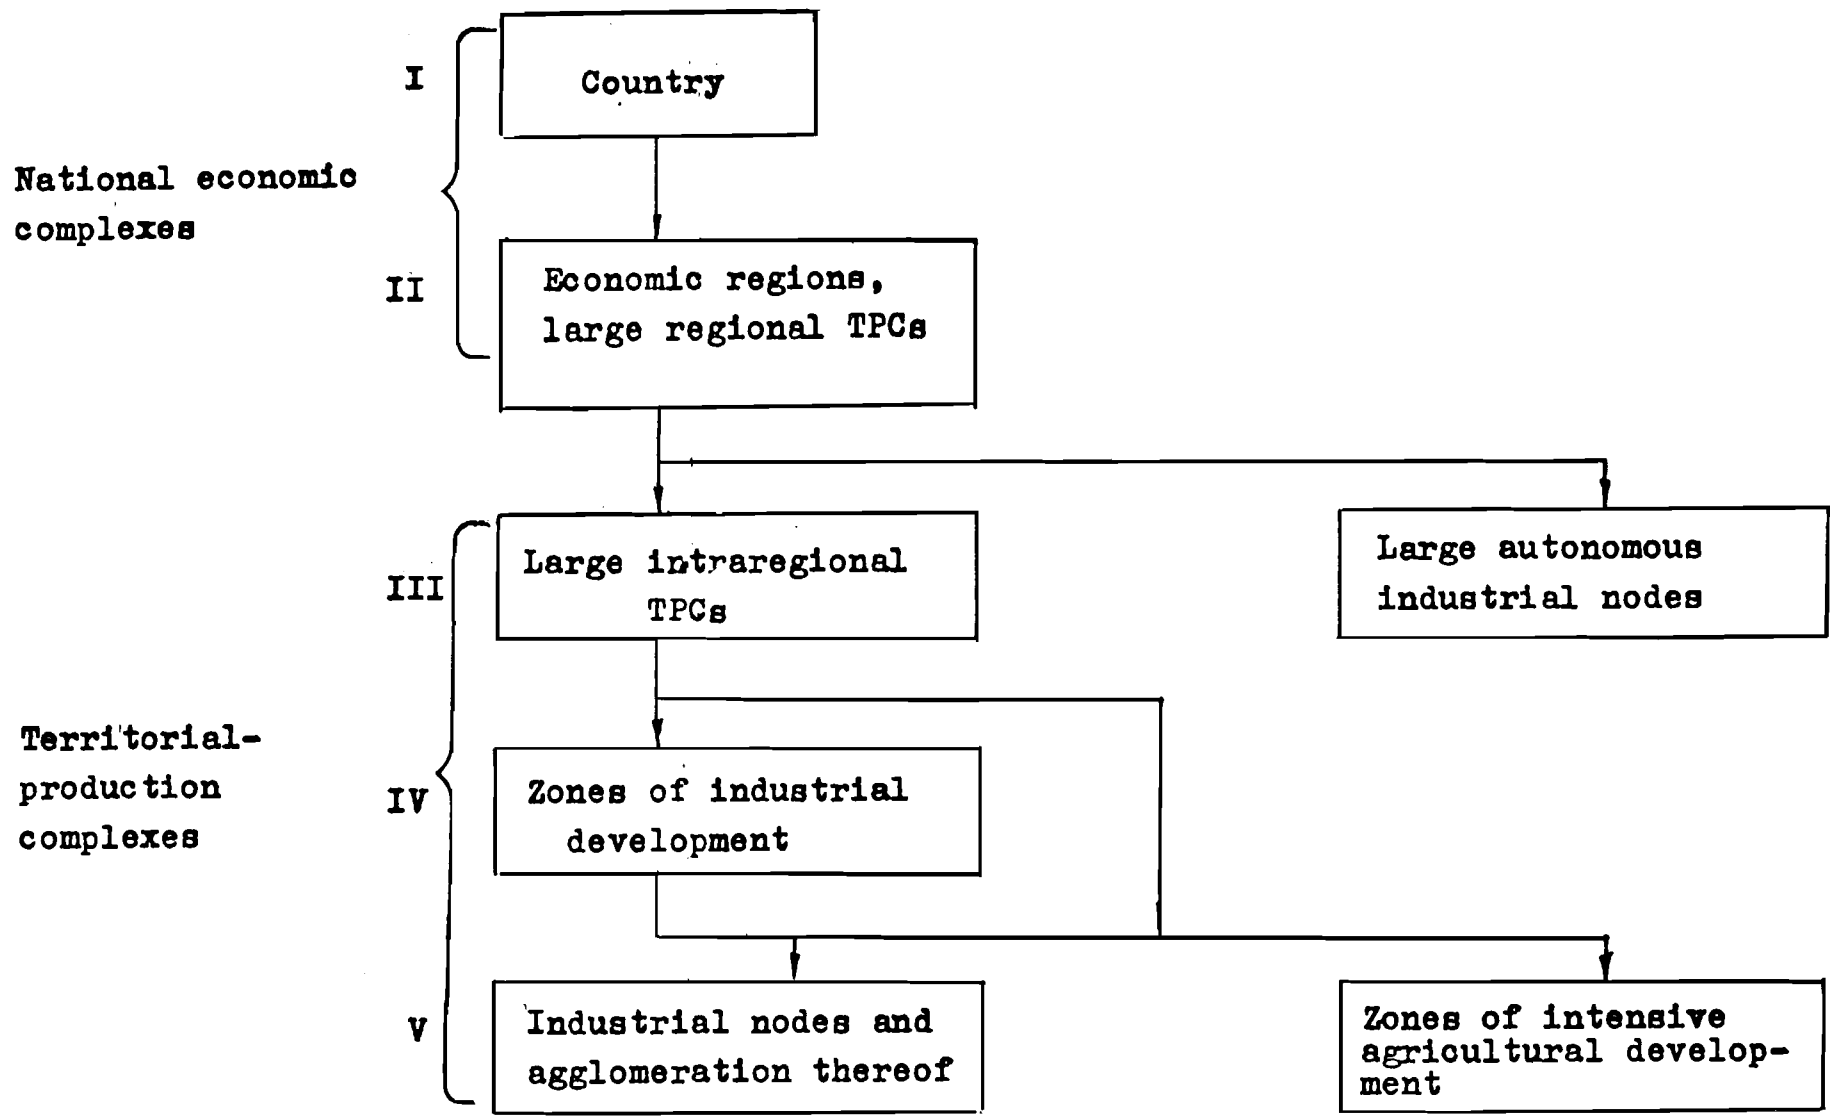 I
Country
National economic
complexes
II
Economic regions,
large regional TPCs
III
Large intraregional
TPCs
Large autonomous
industrial nodes
Territorial-
production
complexes
IV
Zones of industrial
development
V
Industrial nodes and
agglomeration thereof
Zones of intensive
agricultural develop-
ment